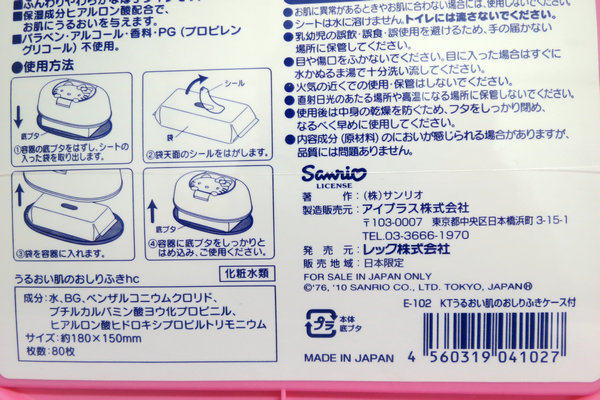 ●保湿成分ヒアルロン酸配合で、
お肌にうるおいを与えます。
●パラベン・アルコール・香料・PG(プロピレン
グリコール)不使用。
●使用方法
底ブタ
①容器の底ブタをはずし、シートの
入った袋を取り出します。
シール
袋
②袋天面のシールをはがします。
③袋を容器に入れます。
④容器に底ブタをしっかりと
はめ込み、ご使用ください。
うるおい肌のおしりふきhc
化粧水類
成分:水、BG、ベンザルコニウムクロリド、
ブチルカルバミン酸ヨウ化プロピニル、
ヒアルロン酸ヒドロキシプロピルトリモニウム
サイズ:約180×150mm
枚数:80枚
●お肌に異常があるときやお肌に合わない場合には、使用しないでください。
●シートは水に溶けません。トイレには流さないでください。
●乳幼児の誤飲・誤食・誤使用を避けるため、手の届かない
場所に保管してください。
●目や傷口をふかないでください。目に入った場合はすぐに
水かぬるま湯で十分洗い流してください。
●火気の近くでの使用・保管はしないでください。
●直射日光のあたる場所や高温になる場所に保管しないでください。
●使用後は中身の乾燥を防ぐため、フタをしっかり閉め、
なるべく早めに使用してください。
●内容成分(原材料)のにおいが感じられる場合がありますが、
品質には問題ありません。
Sanrio
LICENSE
著作:(株)サンリオ
製造販売元:アイプラス株式会社
〒103-0007 東京都中央区日本橋浜町3-15-1
TEL.03-3666-1970
発売元:レック株式会社
販売地域:日本限定
FOR SALE IN JAPAN ONLY
©'76,'10 SANRIO CO., LTD. TOKYO, JAPAN Ⓗ
E-102 KTうるおい肌のおしりふきケース付
プラ
本体
底ブタ
MADE IN JAPAN
4 560319 041027